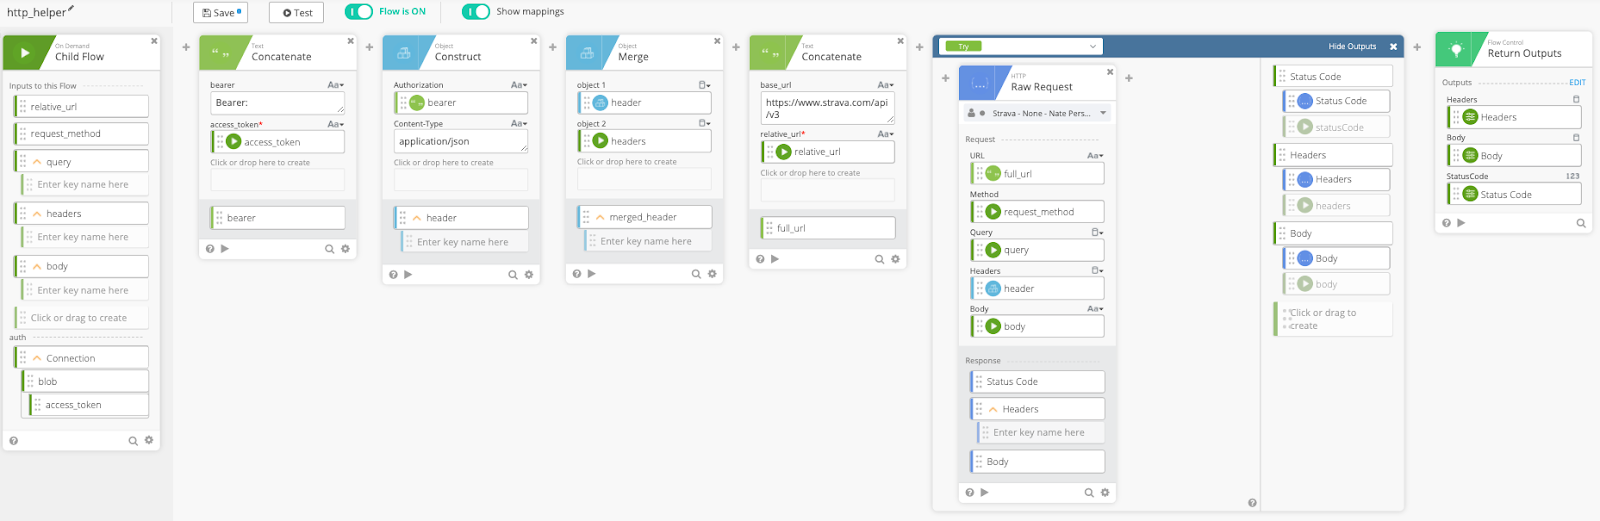 http_helper
Save
Test
Flow is ON
Show mappings
On Demand
Child Flow
Inputs to this Flow
relative_url
request_method
query
Enter key name here
headers
Enter key name here
body
Enter key name here
Click or drag to create
auth
Connection
blob
access_token
Text
Concatenate
bearer
Aa
Bearer:
access_token*
Aa
access_token
Click or drop here to create
bearer
Object
Construct
Authorization
Aa
bearer
Content-Type
Aa
application/json
Click or drop here to create
header
Enter key name here
Object
Merge
object 1
header
object 2
headers
Click or drop here to create
merged_header
Enter key name here
Text
Concatenate
base_url
Aa
https://www.strava.com/api
/v3
relative_url*
Aa
relative_url
Click or drop here to create
full_url
Try
Hide Outputs
HTTP
Raw Request
Strava - None - Nate Pers...
Request
URL
Aa
full_url
Method
request_method
Query
query
Headers
header
Body
Aa
body
Response
Status Code
Headers
Enter key name here
Body
Status Code
Status Code
statusCode
Headers
Headers
headers
Body
Body
body
Click or drag to
create
Flow Control
Return Outputs
Outputs
EDIT
Headers
Headers
Body
Body
StatusCode
123
Status Code